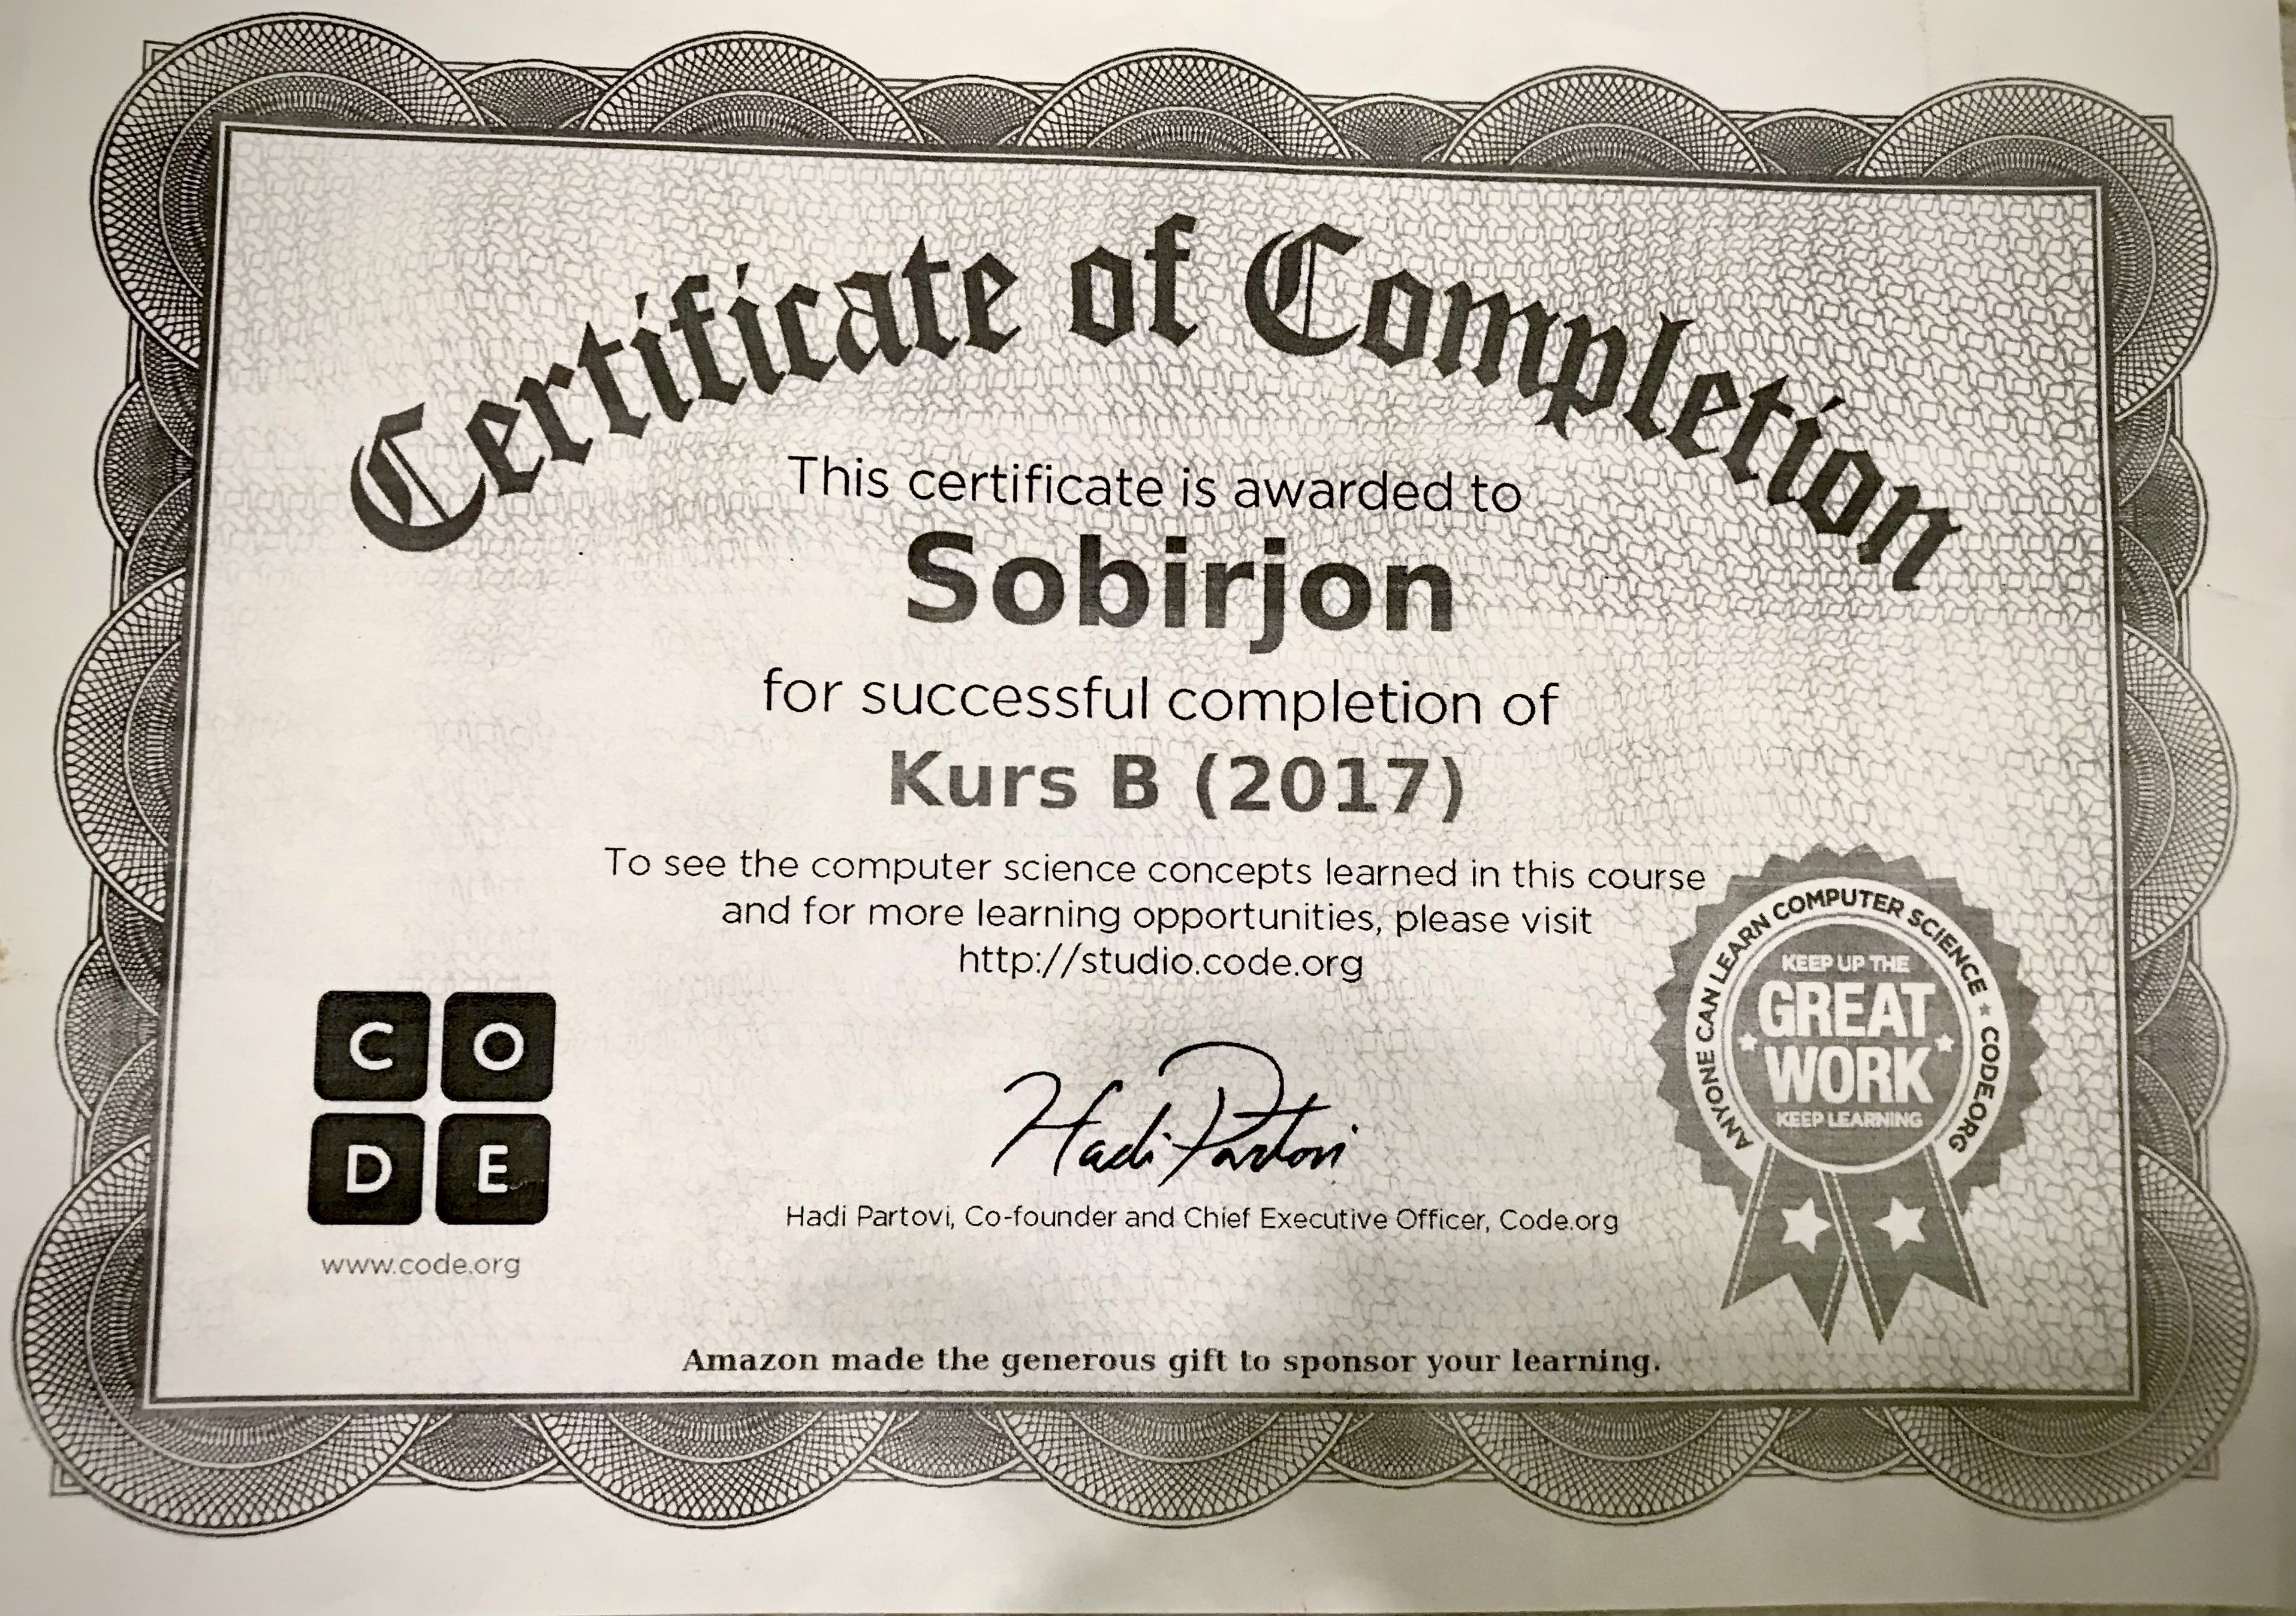 Certificate of Completion
This certificate is awarded to
Sobirjon
for successful completion of
Kurs B (2017)
To see the computer science concepts learned in this course
and for more learning opportunities, please visit
http://studio.code.org
C O
D E
www.code.org
Hadi Partovi
Hadi Partovi, Co-founder and Chief Executive Officer, Code.org
ANYONE CAN LEARN COMPUTER SCIENCE ★ CODE.ORG
KEEP UP THE
GREAT
WORK
KEEP LEARNING
Amazon made the generous gift to sponsor your learning.